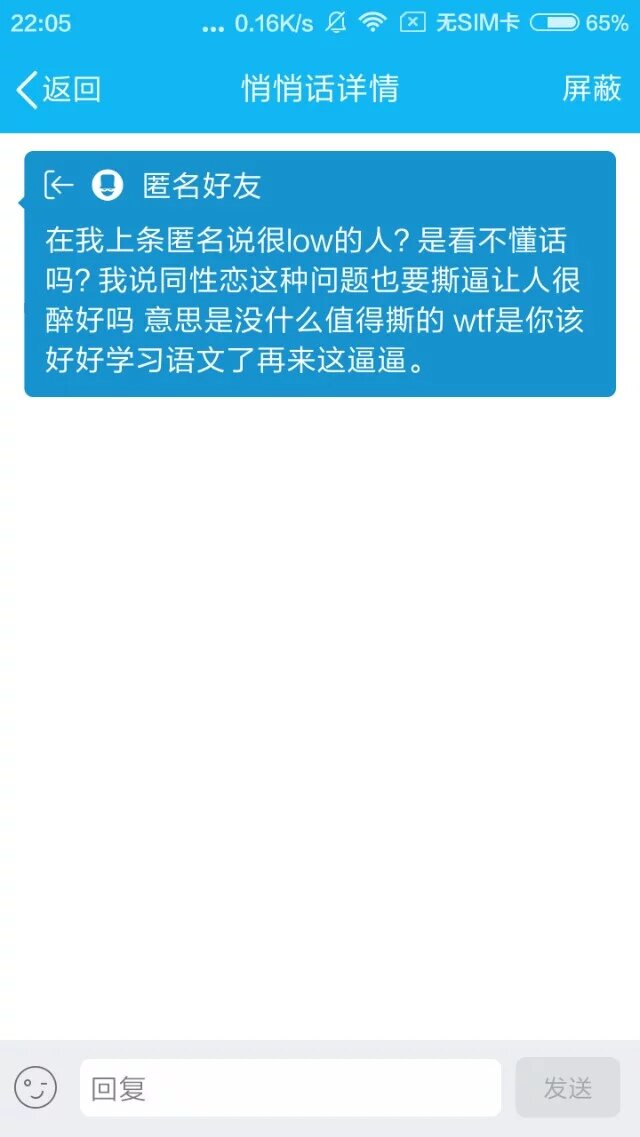 22:05 ... 0.16K/s 无SIM卡 65%
返回 悄悄话详情 屏蔽
匿名好友
在我上条匿名说很low的人? 是看不懂话
吗? 我说同性恋这种问题也要撕逼让人很
醉好吗 意思是没什么值得撕的 wtf是你该
好好学习语文了再来这逼逼。
回复 发送